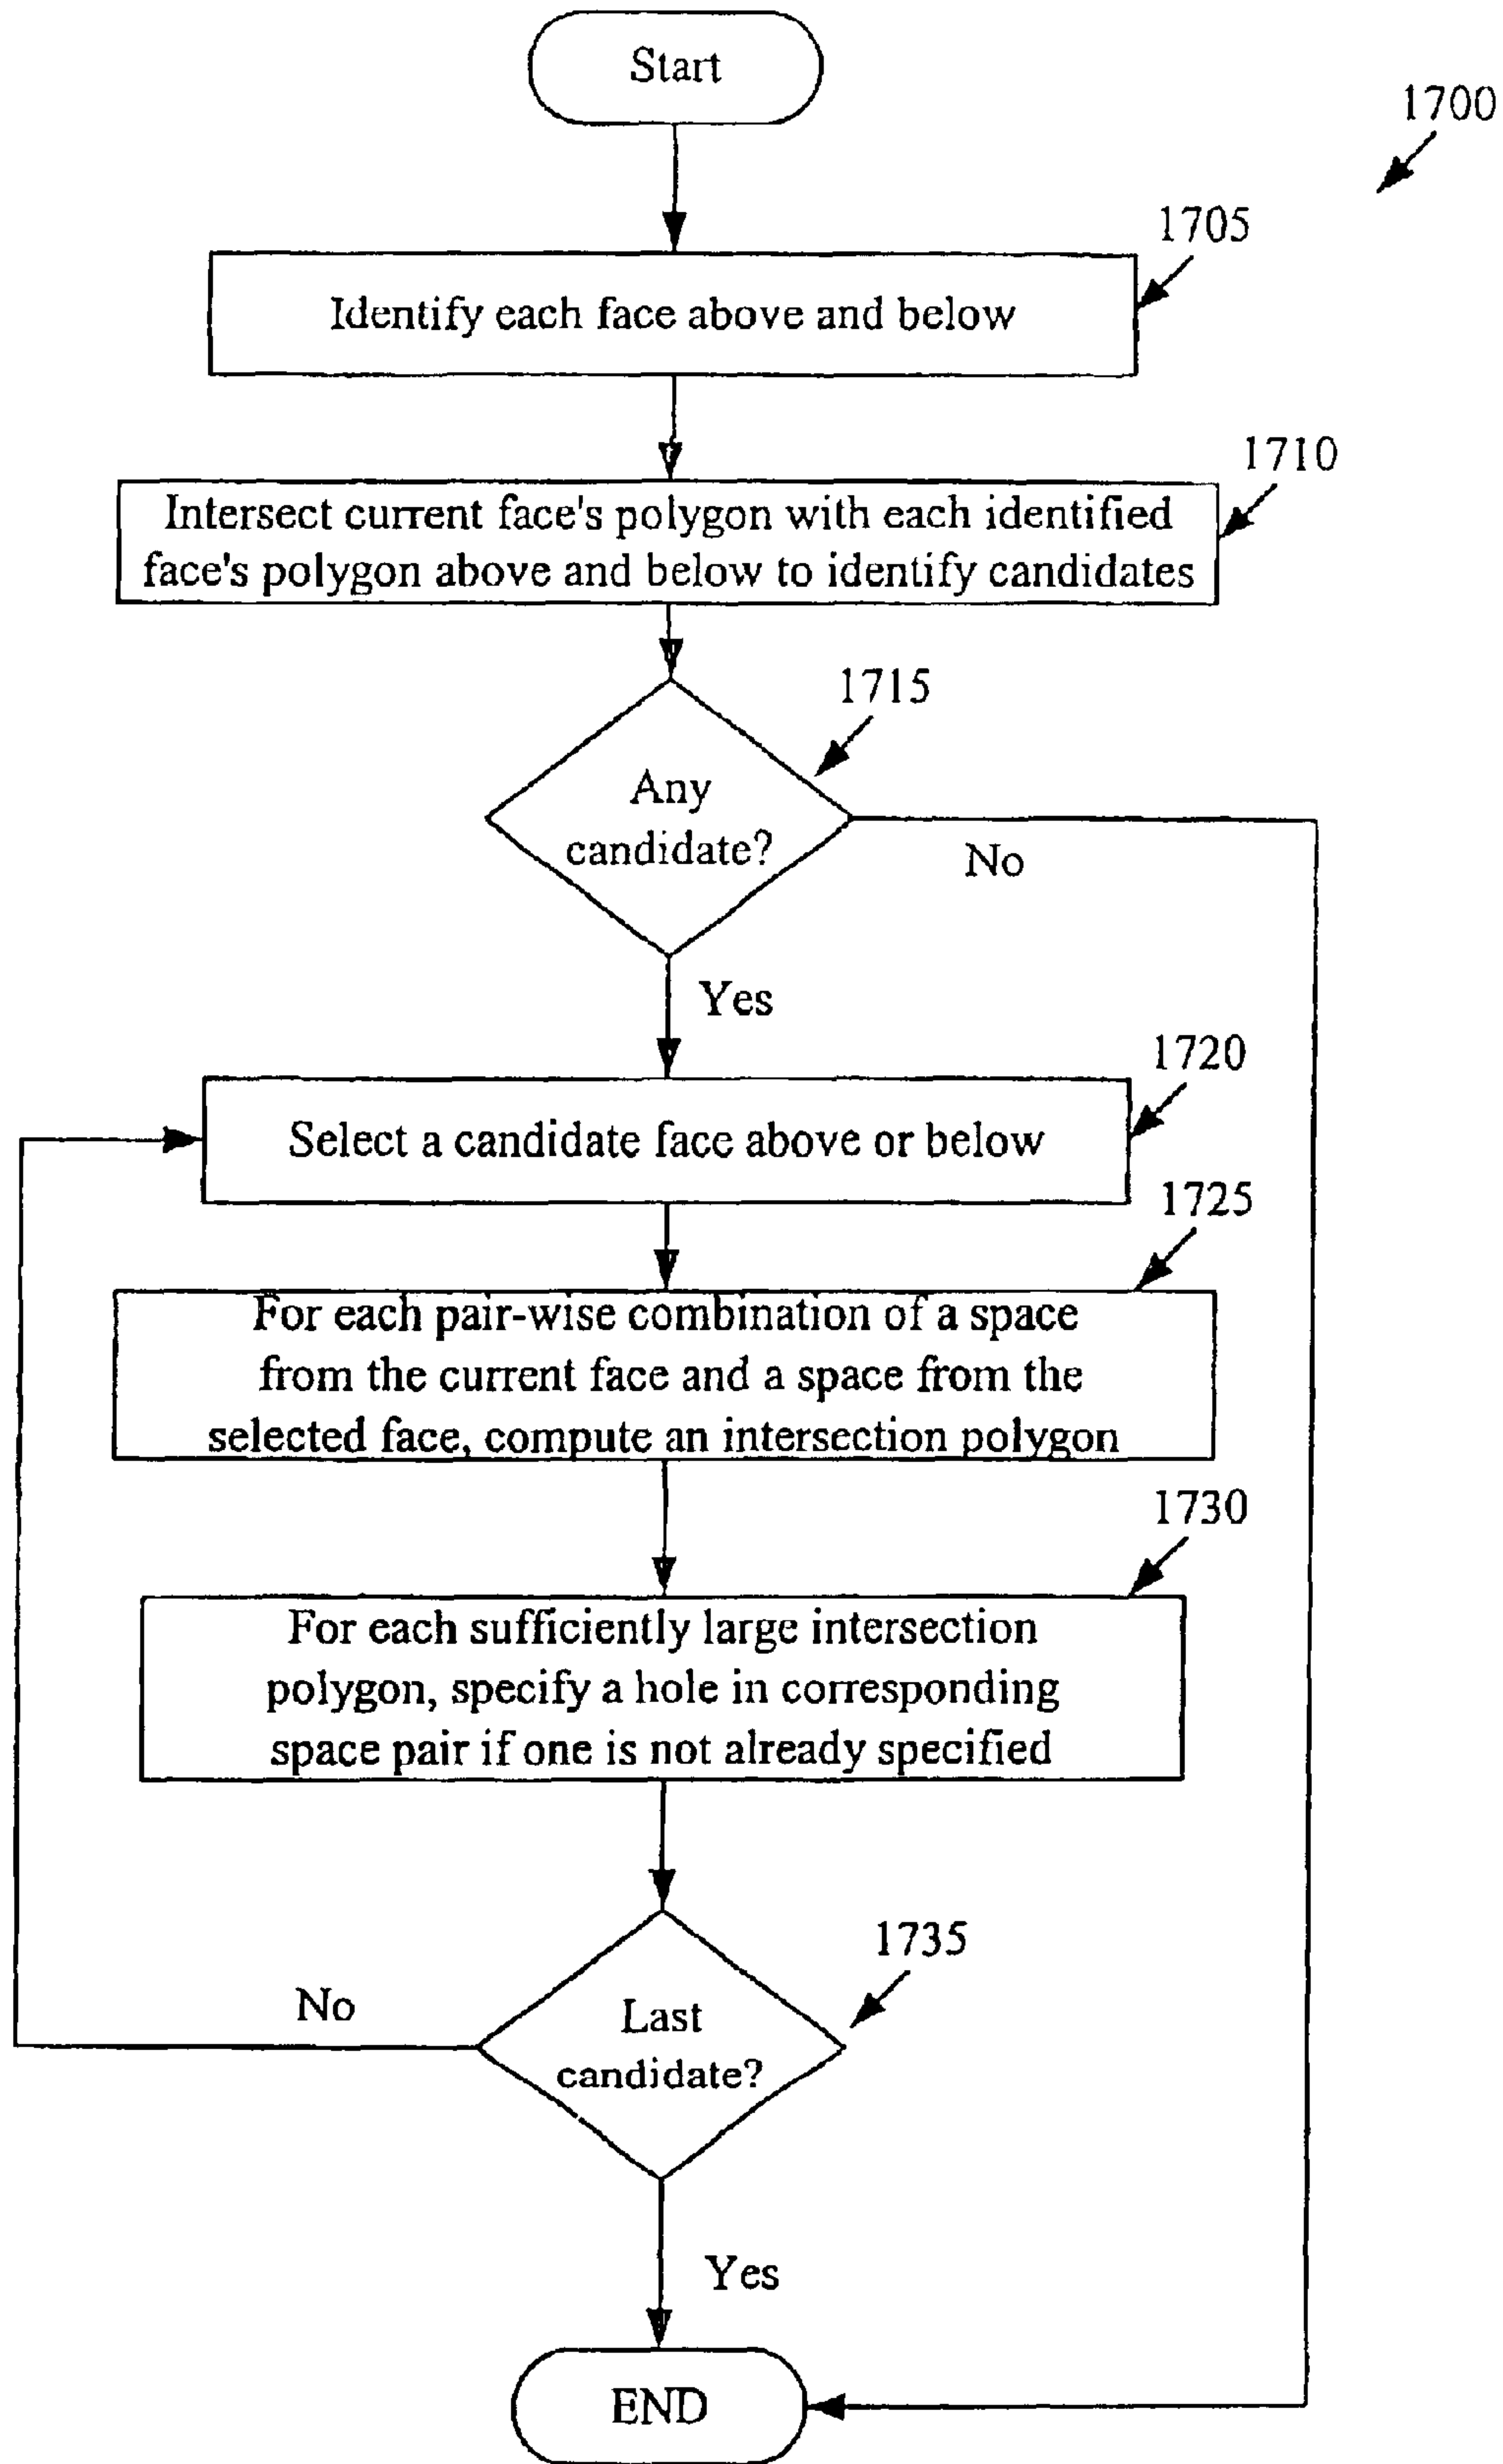 Start
1700
1705
Identify each face above and below
1710
Intersect current face's polygon with each identified
face's polygon above and below to identify candidates
1715
Any
candidate?
No
Yes
1720
Select a candidate face above or below
1725
For each pair-wise combination of a space
from the current face and a space from the
selected face, compute an intersection polygon
1730
For each sufficiently large intersection
polygon, specify a hole in corresponding
space pair if one is not already specified
1735
No
Last
candidate?
Yes
END